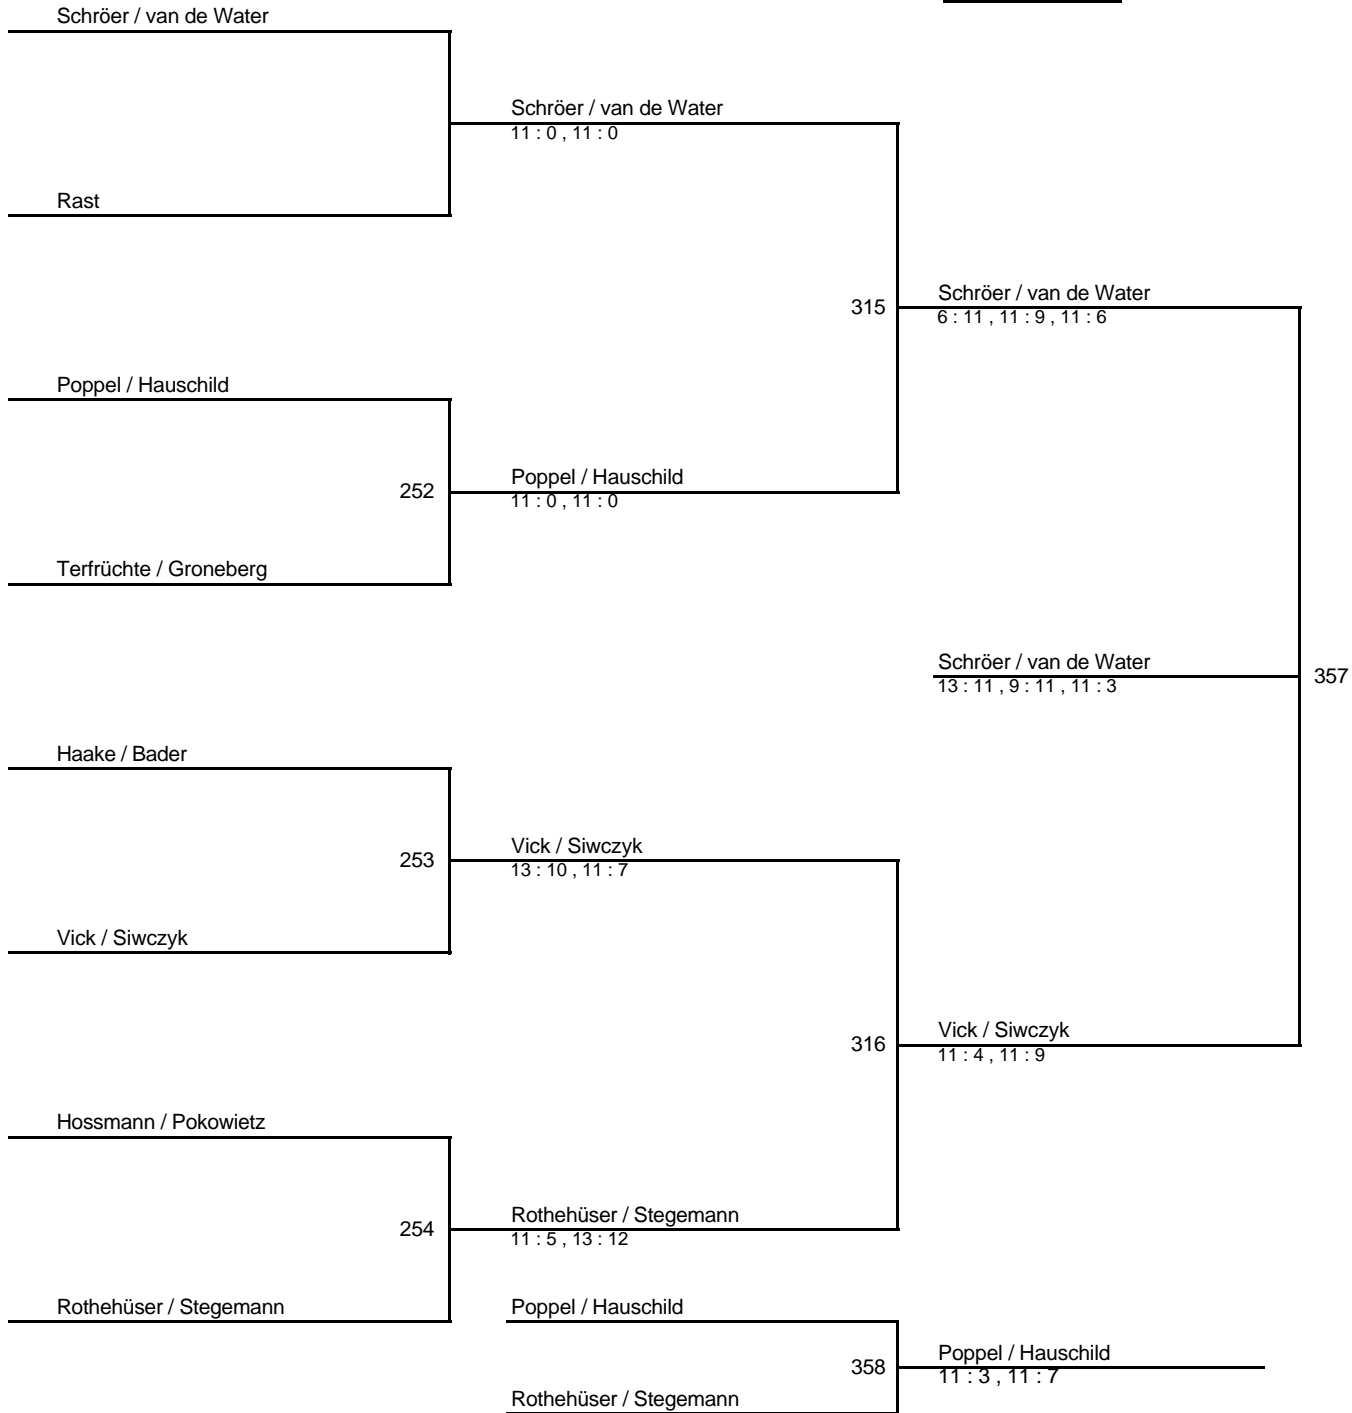 Schröer / van de Water
Schröer / van de Water
11 : 0 , 11 : 0
Rast
315
Schröer / van de Water
6 : 11 , 11 : 9 , 11 : 6
Poppel / Hauschild
252
Poppel / Hauschild
11 : 0 , 11 : 0
Terfrüchte / Groneberg
Schröer / van de Water
13 : 11 , 9 : 11 , 11 : 3
357
Haake / Bader
253
Vick / Siwczyk
13 : 10 , 11 : 7
Vick / Siwczyk
316
Vick / Siwczyk
11 : 4 , 11 : 9
Hossmann / Pokowietz
254
Rothehüser / Stegemann
11 : 5 , 13 : 12
Rothehüser / Stegemann
Poppel / Hauschild
358
Poppel / Hauschild
11 : 3 , 11 : 7
Rothehüser / Stegemann